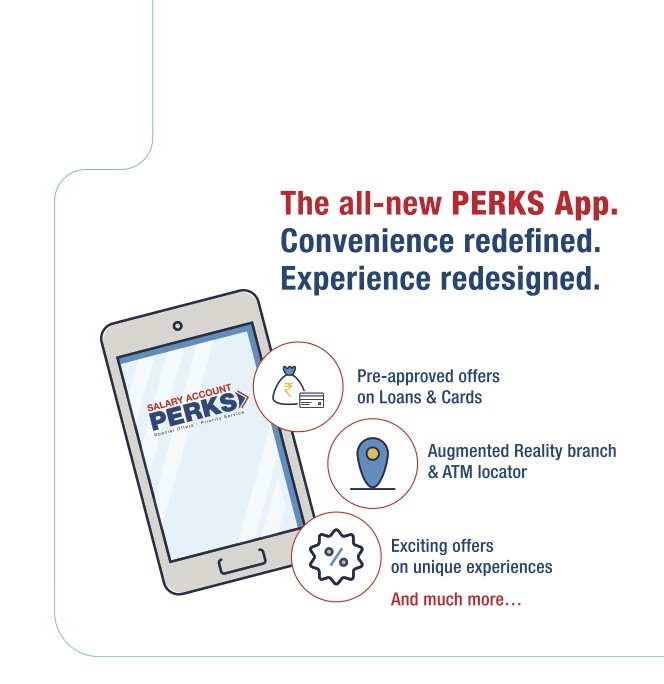 The all-new PERKS App.
Convenience redefined.
Experience redesigned.
SALARY ACCOUNT
PERKS
Special Offers | Priority Service
₹
Pre-approved offers
on Loans & Cards
Augmented Reality branch
& ATM locator
%
Exciting offers
on unique experiences
And much more...